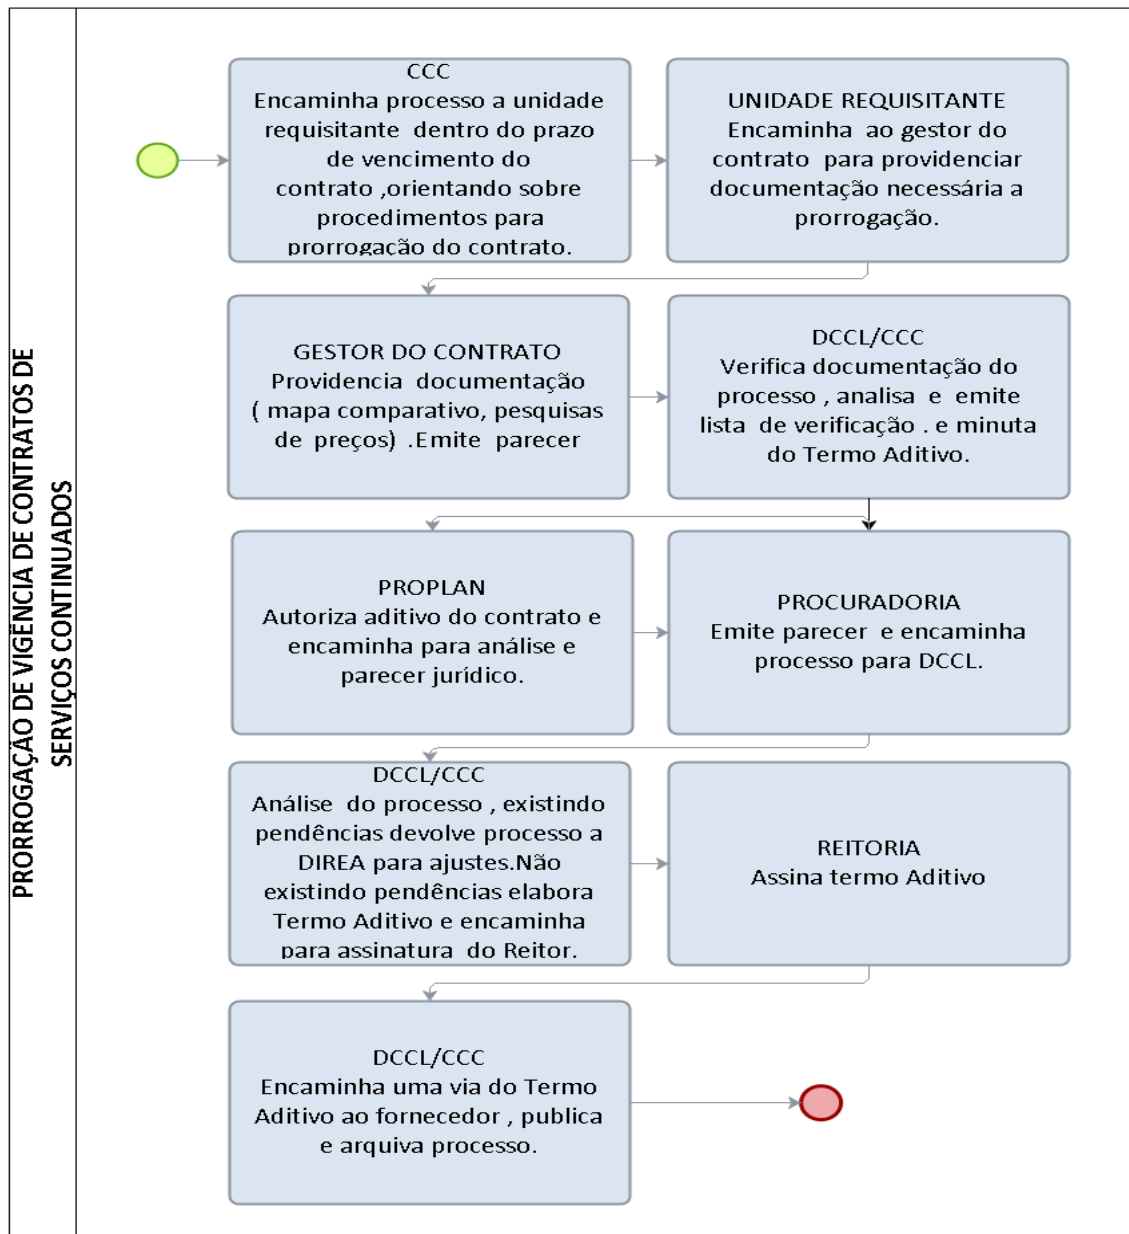 PRORROGAÇÃO DE VIGÊNCIA DE CONTRATOS DE
SERVIÇOS CONTINUADOS
CCC
Encaminha processo a unidade
requisitante dentro do prazo
de vencimento do
contrato ,orientando sobre
procedimentos para
prorrogação do contrato.
UNIDADE REQUISITANTE
Encaminha ao gestor do
contrato para providenciar
documentação necessária a
prorrogação.
GESTOR DO CONTRATO
Providencia documentação
( mapa comparativo, pesquisas
de preços) .Emite parecer
DCCL/CCC
Verifica documentação do
processo , analisa e emite
lista de verificação . e minuta
do Termo Aditivo.
PROPLAN
Autoriza aditivo do contrato e
encaminha para análise e
parecer jurídico.
PROCURADORIA
Emite parecer e encaminha
processo para DCCL.
DCCL/CCC
Análise do processo , existindo
pendências devolve processo a
DIREA para ajustes.Não
existindo pendências elabora
Termo Aditivo e encaminha
para assinatura do Reitor.
REITORIA
Assina termo Aditivo
DCCL/CCC
Encaminha uma via do Termo
Aditivo ao fornecedor , publica
e arquiva processo.